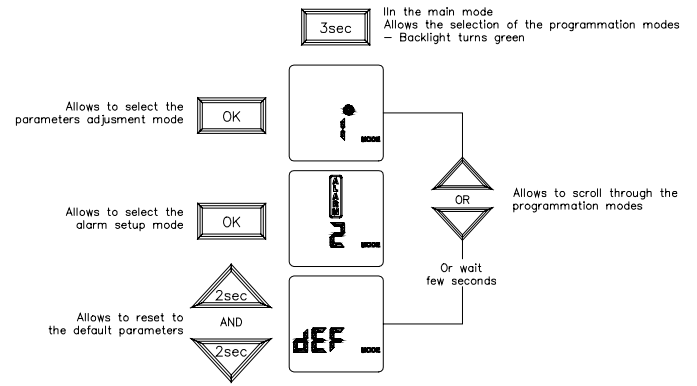 3sec
IIn the main mode
Allows the selection of the programmation modes
– Backlight turns green
Allows to select the
parameters adjusment mode
OK
1
MODE
Allows to select the
alarm setup mode
OK
ALARM
2
MODE
OR
Allows to scroll through the
programmation modes
Or wait
few seconds
2sec
Allows to reset to
the default parameters
AND
2sec
dEF
MODE